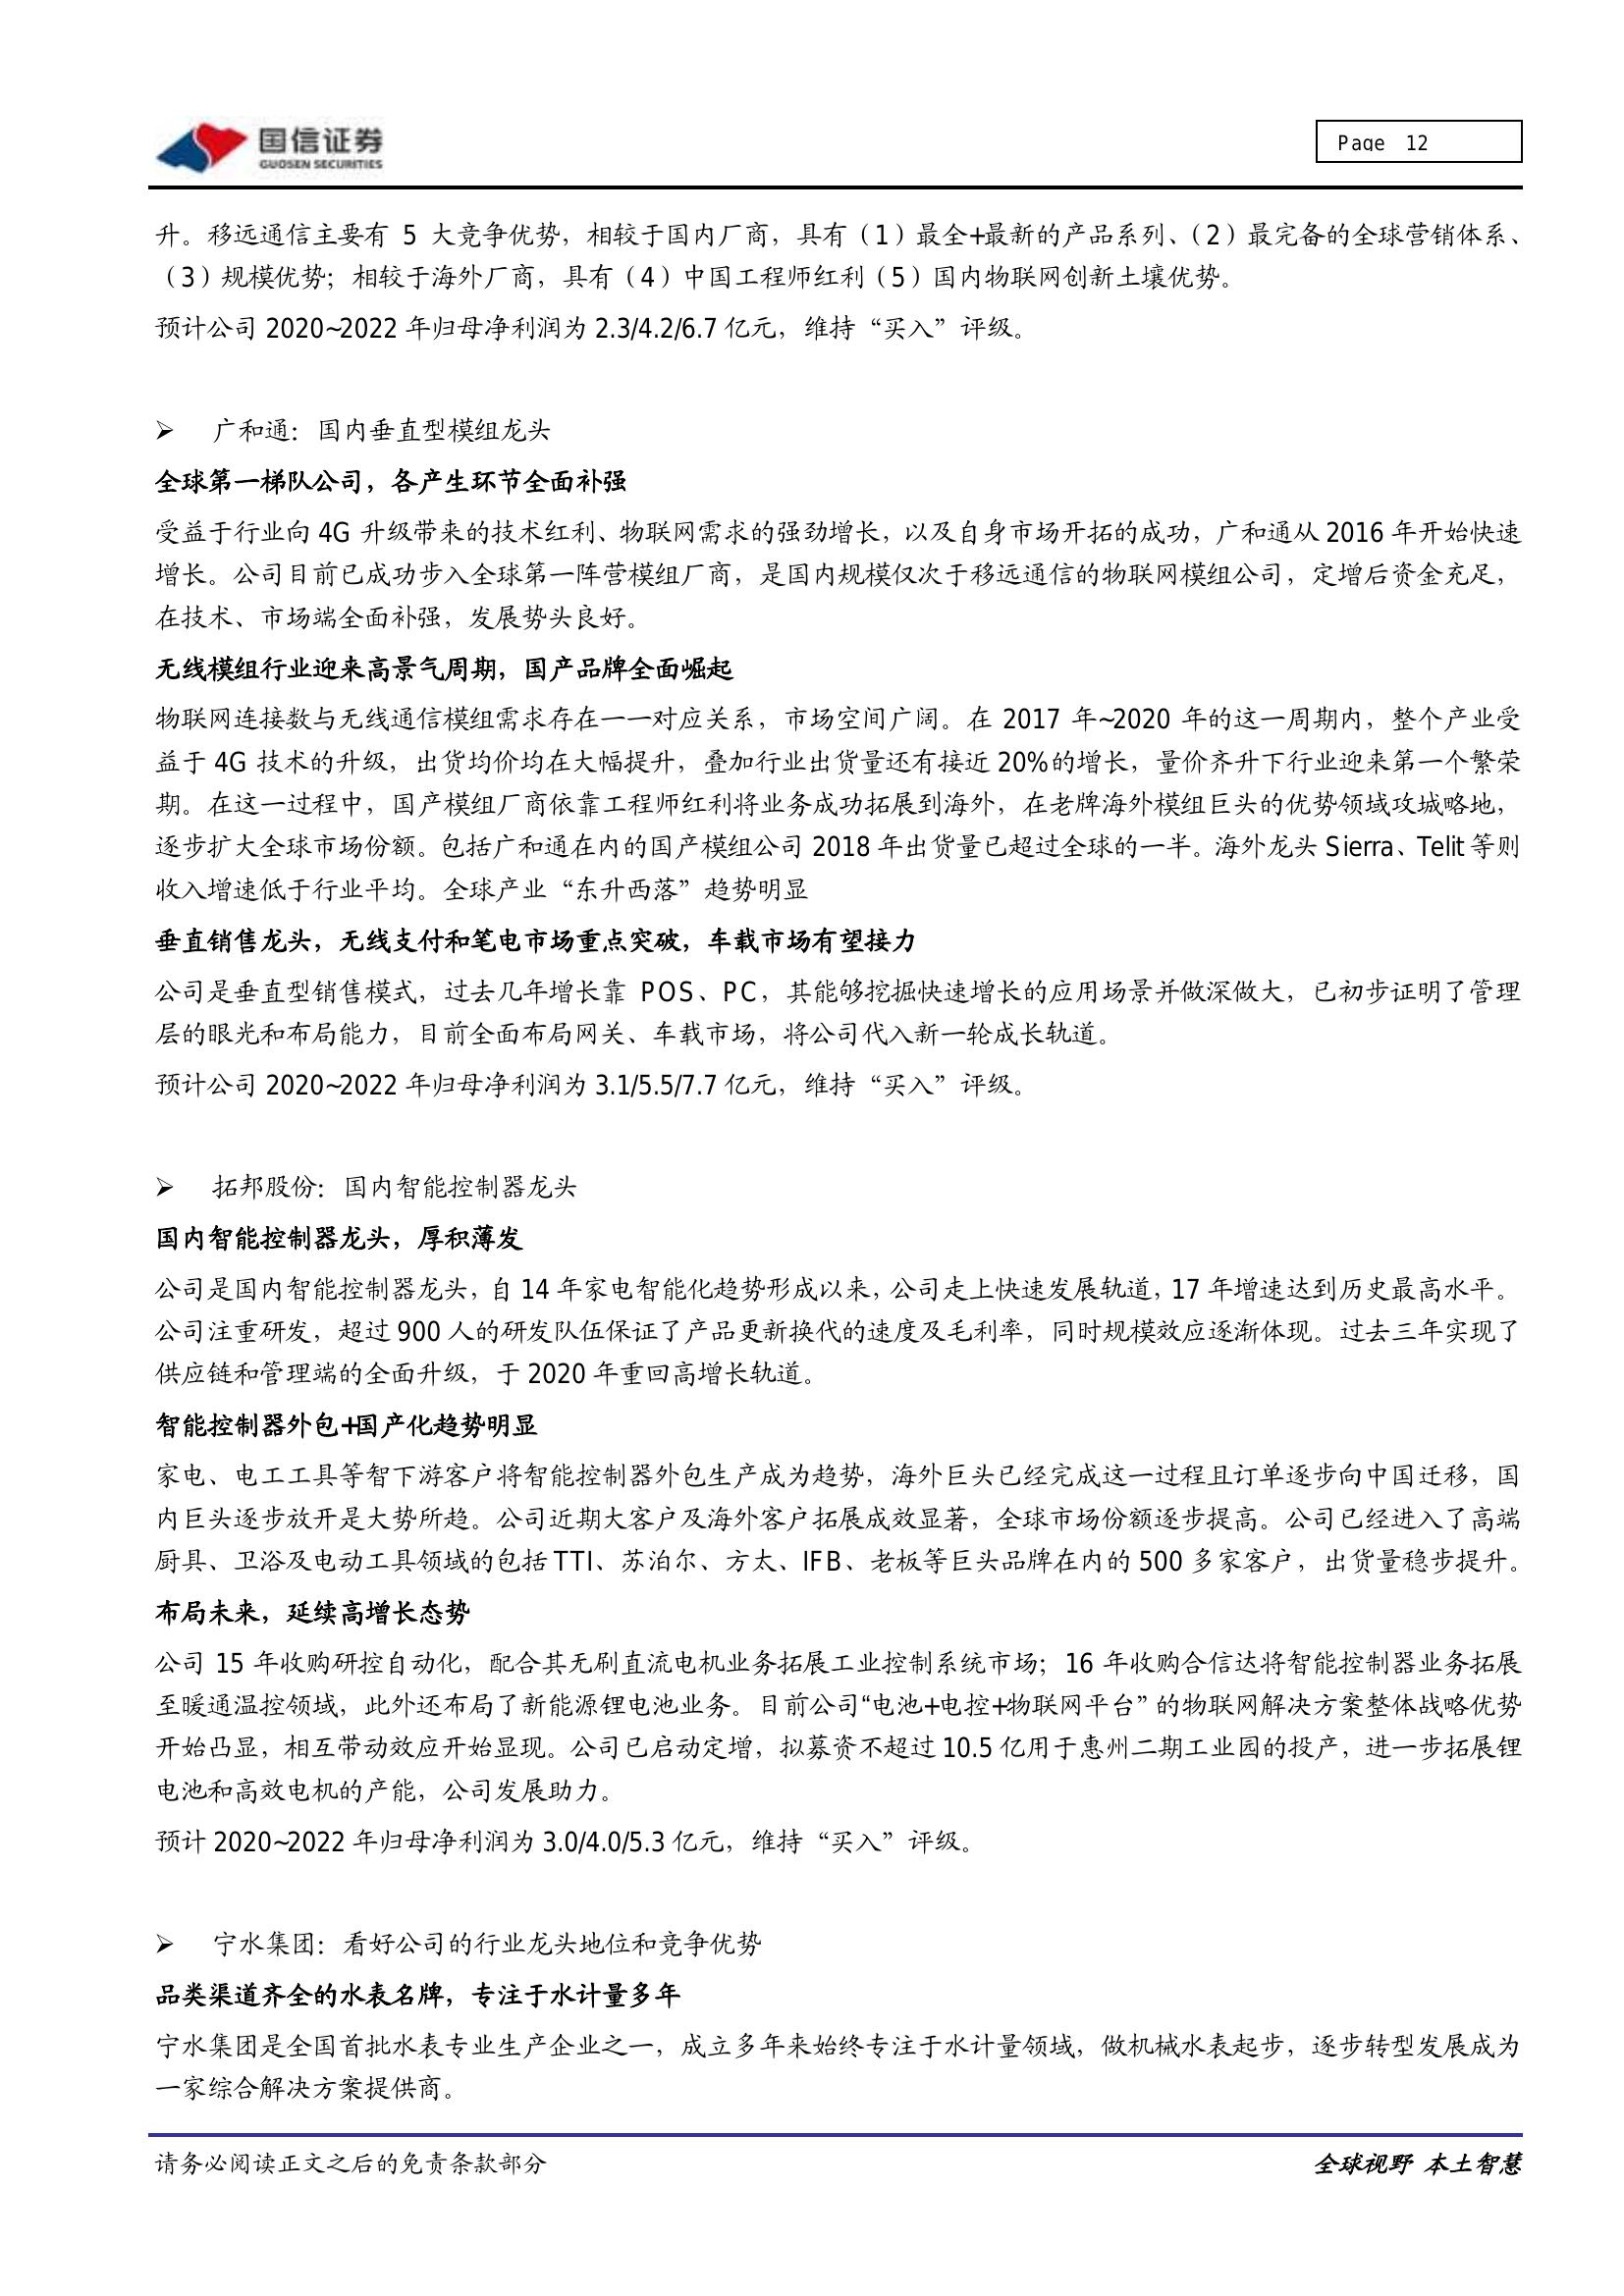 国信证券
GUOSEN SECURITIES
Page 12
升。移远通信主要有 5 大竞争优势，相较于国内厂商，具有（1）最全+最新的产品系列、（2）最完备的全球营销体系、
（3）规模优势；相较于海外厂商，具有（4）中国工程师红利（5）国内物联网创新土壤优势。
预计公司 2020~2022 年归母净利润为 2.3/4.2/6.7 亿元，维持“买入”评级。
➢ 广和通：国内垂直型模组龙头
全球第一梯队公司，各产生环节全面补强
受益于行业向 4G 升级带来的技术红利、物联网需求的强劲增长，以及自身市场开拓的成功，广和通从 2016 年开始快速
增长。公司目前已成功步入全球第一阵营模组厂商，是国内规模仅次于移远通信的物联网模组公司，定增后资金充足，
在技术、市场端全面补强，发展势头良好。
无线模组行业迎来高景气周期，国产品牌全面崛起
物联网连接数与无线通信模组需求存在一一对应关系，市场空间广阔。在 2017 年~2020 年的这一周期内，整个产业受
益于 4G 技术的升级，出货均价均在大幅提升，叠加行业出货量还有接近 20%的增长，量价齐升下行业迎来第一个繁荣
期。在这一过程中，国产模组厂商依靠工程师红利将业务成功拓展到海外，在老牌海外模组巨头的优势领域攻城略地，
逐步扩大全球市场份额。包括广和通在内的国产模组公司 2018 年出货量已超过全球的一半。海外龙头 Sierra、Telit 等则
收入增速低于行业平均。全球产业“东升西落”趋势明显
垂直销售龙头，无线支付和笔电市场重点突破，车载市场有望接力
公司是垂直型销售模式，过去几年增长靠 POS、PC，其能够挖掘快速增长的应用场景并做深做大，已初步证明了管理
层的眼光和布局能力，目前全面布局网关、车载市场，将公司代入新一轮成长轨道。
预计公司 2020~2022 年归母净利润为 3.1/5.5/7.7 亿元，维持“买入”评级。
➢ 拓邦股份：国内智能控制器龙头
国内智能控制器龙头，厚积薄发
公司是国内智能控制器龙头，自 14 年家电智能化趋势形成以来，公司走上快速发展轨道，17 年增速达到历史最高水平。
公司注重研发，超过 900 人的研发队伍保证了产品更新换代的速度及毛利率，同时规模效应逐渐体现。过去三年实现了
供应链和管理端的全面升级，于 2020 年重回高增长轨道。
智能控制器外包+国产化趋势明显
家电、电工工具等智下游客户将智能控制器外包生产成为趋势，海外巨头已经完成这一过程且订单逐步向中国迁移，国
内巨头逐步放开是大势所趋。公司近期大客户及海外客户拓展成效显著，全球市场份额逐步提高。公司已经进入了高端
厨具、卫浴及电动工具领域的包括 TTI、苏泊尔、方太、IFB、老板等巨头品牌在内的 500 多家客户，出货量稳步提升。
布局未来，延续高增长态势
公司 15 年收购研控自动化，配合其无刷直流电机业务拓展工业控制系统市场；16 年收购合信达将智能控制器业务拓展
至暖通温控领域，此外还布局了新能源锂电池业务。目前公司“电池+电控+物联网平台” 的物联网解决方案整体战略优势
开始凸显，相互带动效应开始显现。公司已启动定增，拟募资不超过 10.5 亿用于惠州二期工业园的投产，进一步拓展锂
电池和高效电机的产能，公司发展助力。
预计 2020~2022 年归母净利润为 3.0/4.0/5.3 亿元，维持“买入”评级。
➢ 宁水集团：看好公司的行业龙头地位和竞争优势
品类渠道齐全的水表名牌，专注于水计量多年
宁水集团是全国首批水表专业生产企业之一，成立多年来始终专注于水计量领域，做机械水表起步，逐步转型发展成为
一家综合解决方案提供商。
请务必阅读正文之后的免责条款部分
全球视野 本土智慧